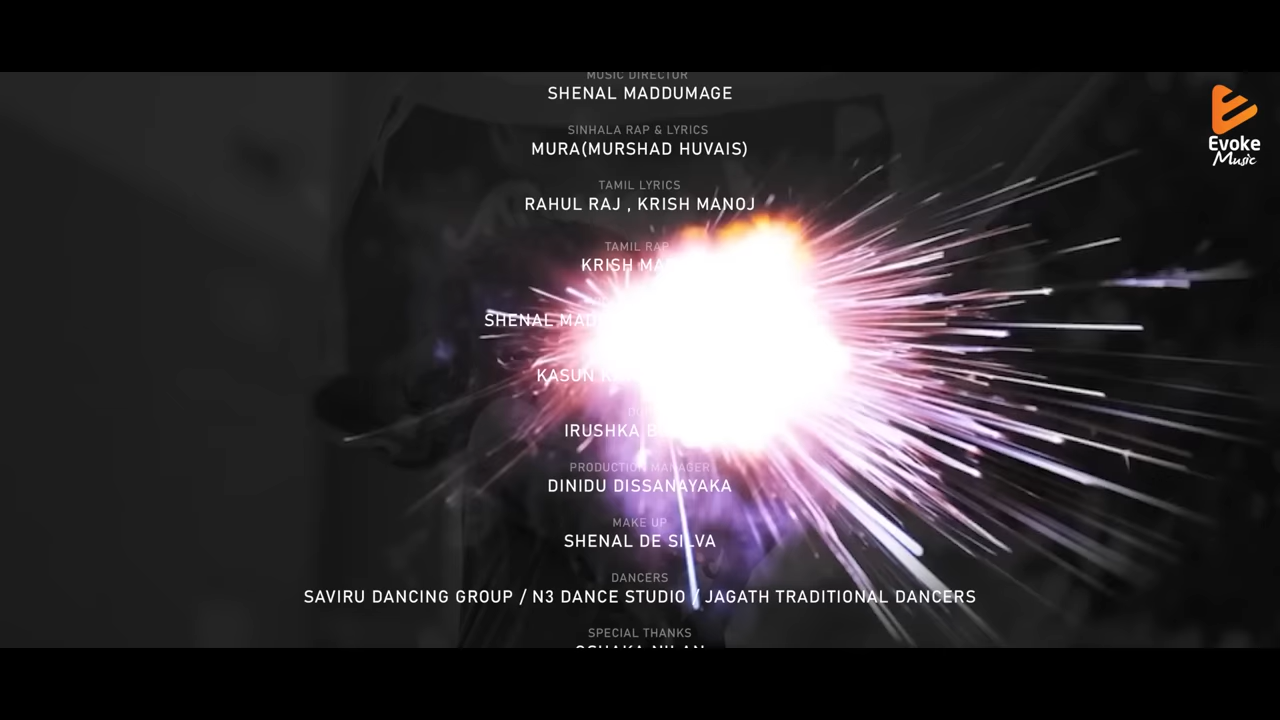 MUSIC DIRECTOR
SHENAL MADDUMAGE
SINHALA RAP & LYRICS
MURA(MURSHAD HUVAIS)
TAMIL LYRICS
RAHUL RAJ , KRISH MANOJ
TAMIL RAP
KRISH
SHENAL
KASUN
IRUSHKA
PRODUCTION MANAGER
DINIDU DISSANAYAKA
MAKE UP
SHENAL DE SILVA
DANCERS
SAVIRU DANCING GROUP / N3 DANCE STUDIO / JAGATH TRADITIONAL DANCERS
SPECIAL THANKS
Evoke
Music